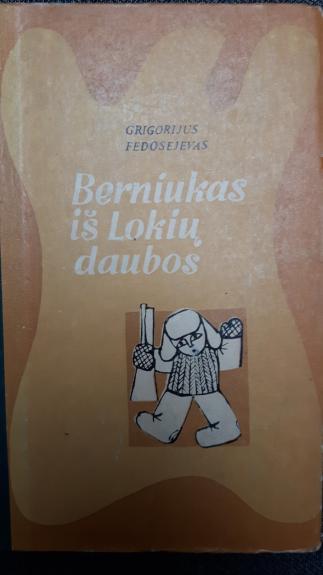 GRIGORIJUS
FEDOSEJEVAS
Berniukas
iš Lokių
daubos